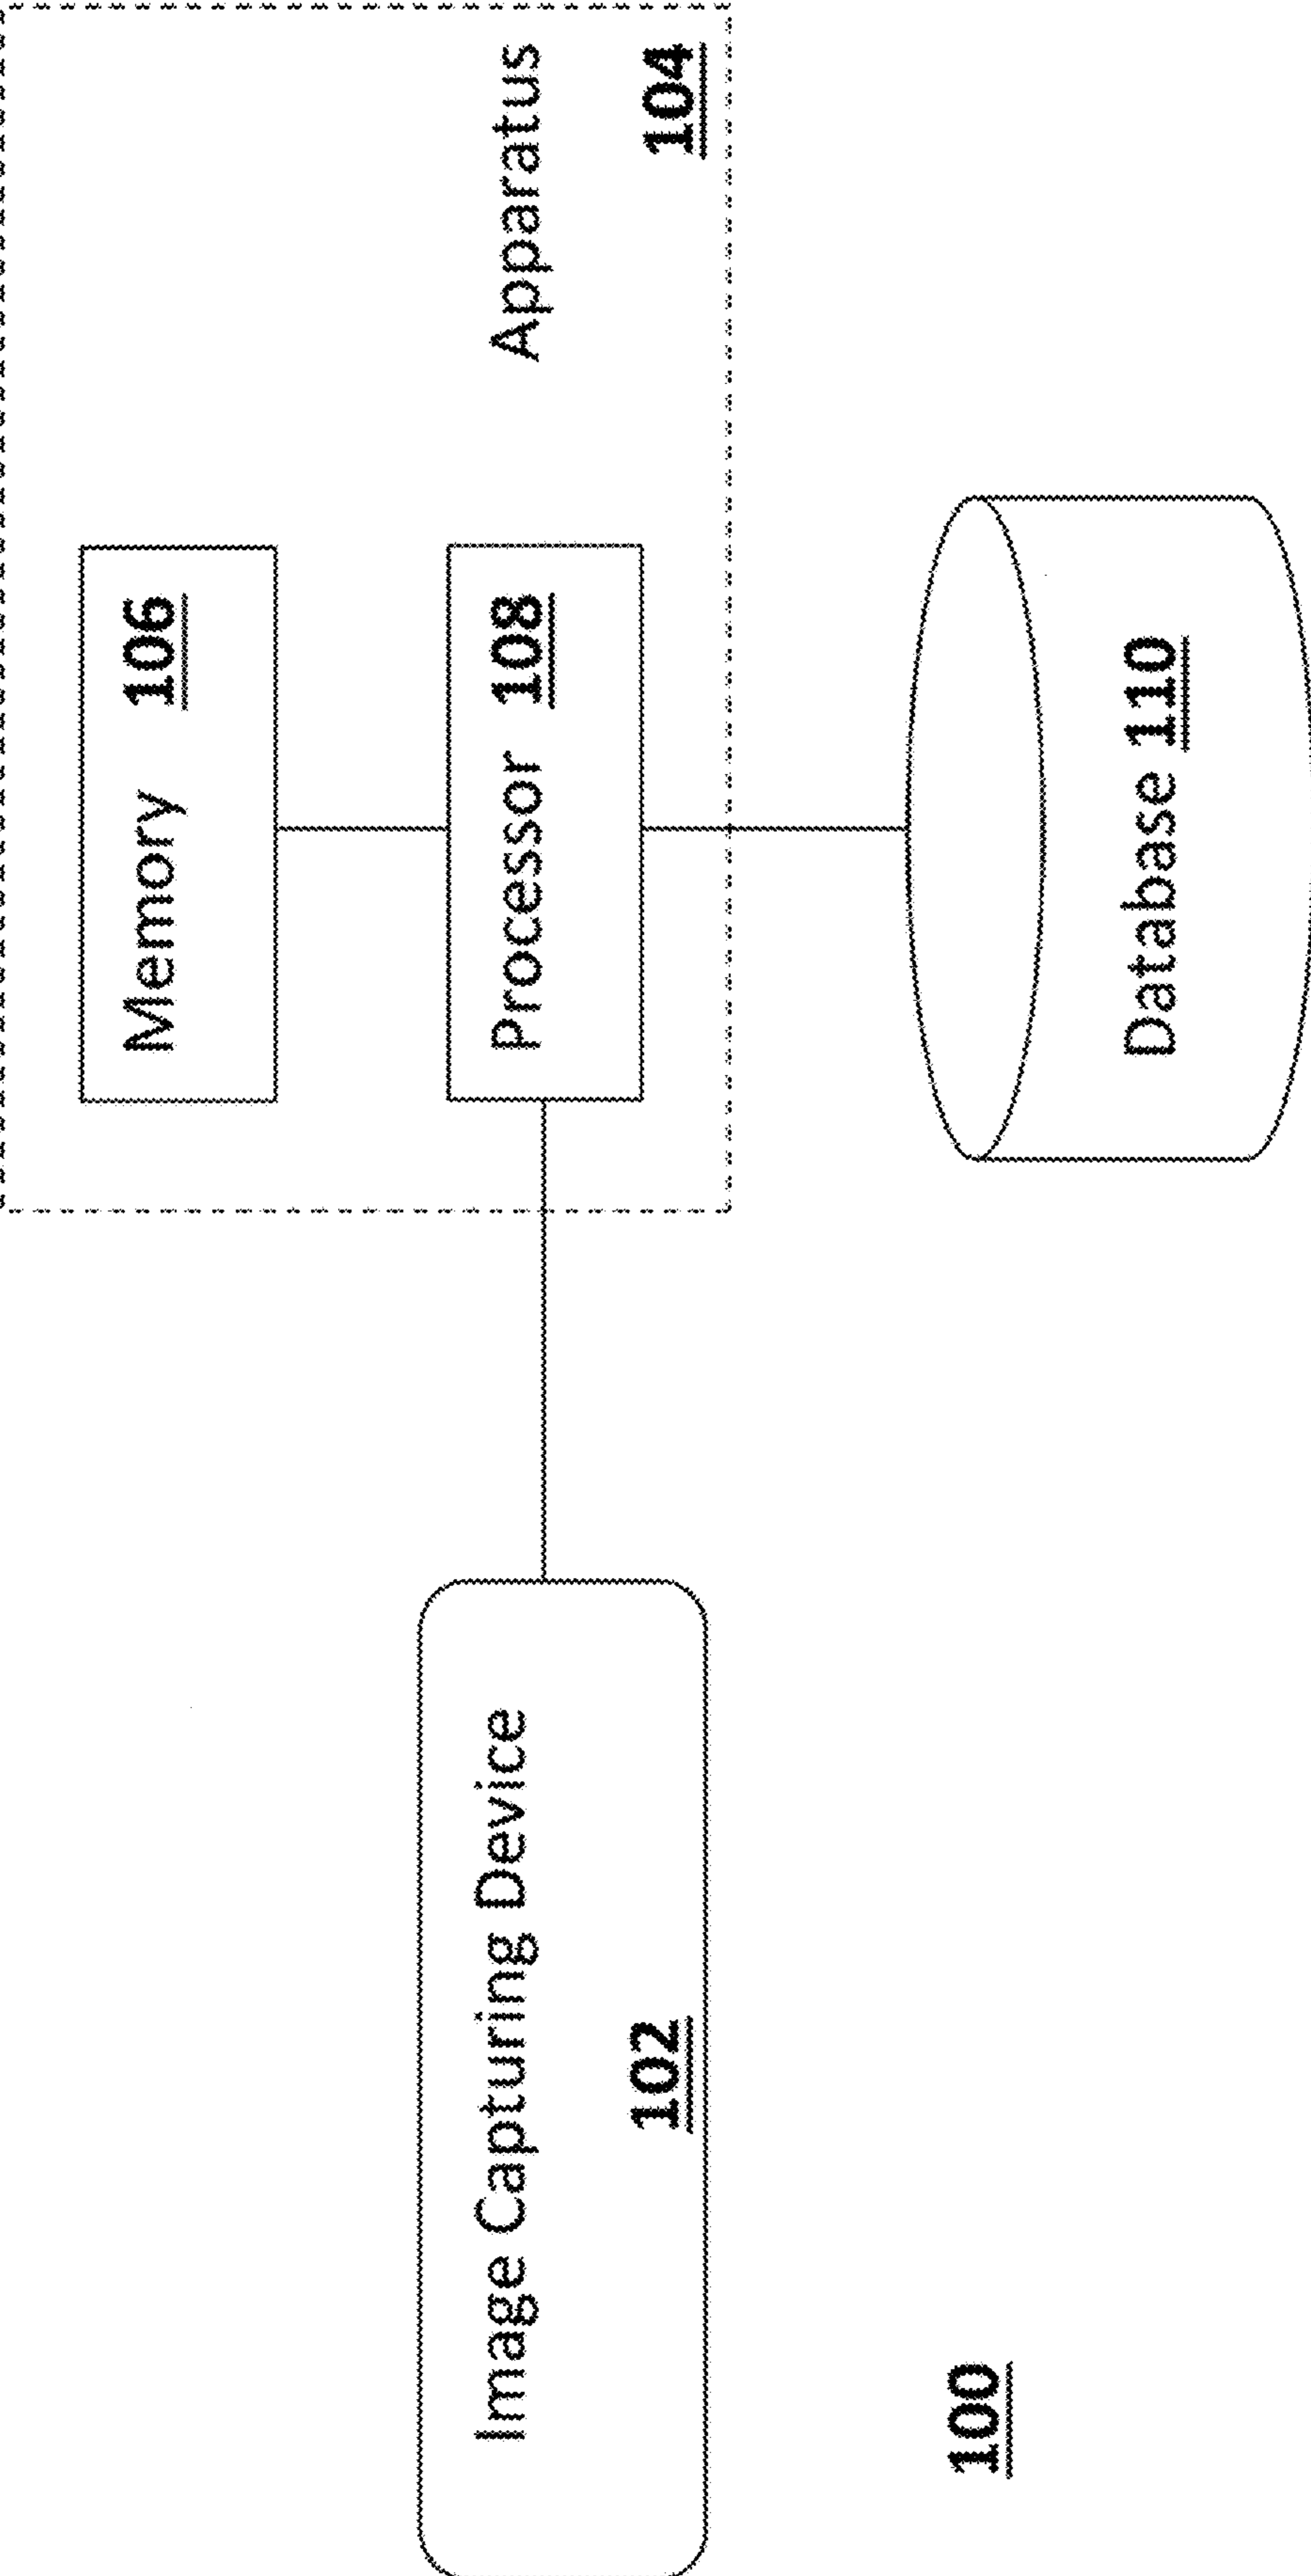 Memory 106
Processor 108
Apparatus
104
Image Capturing Device
102
Database 110
100